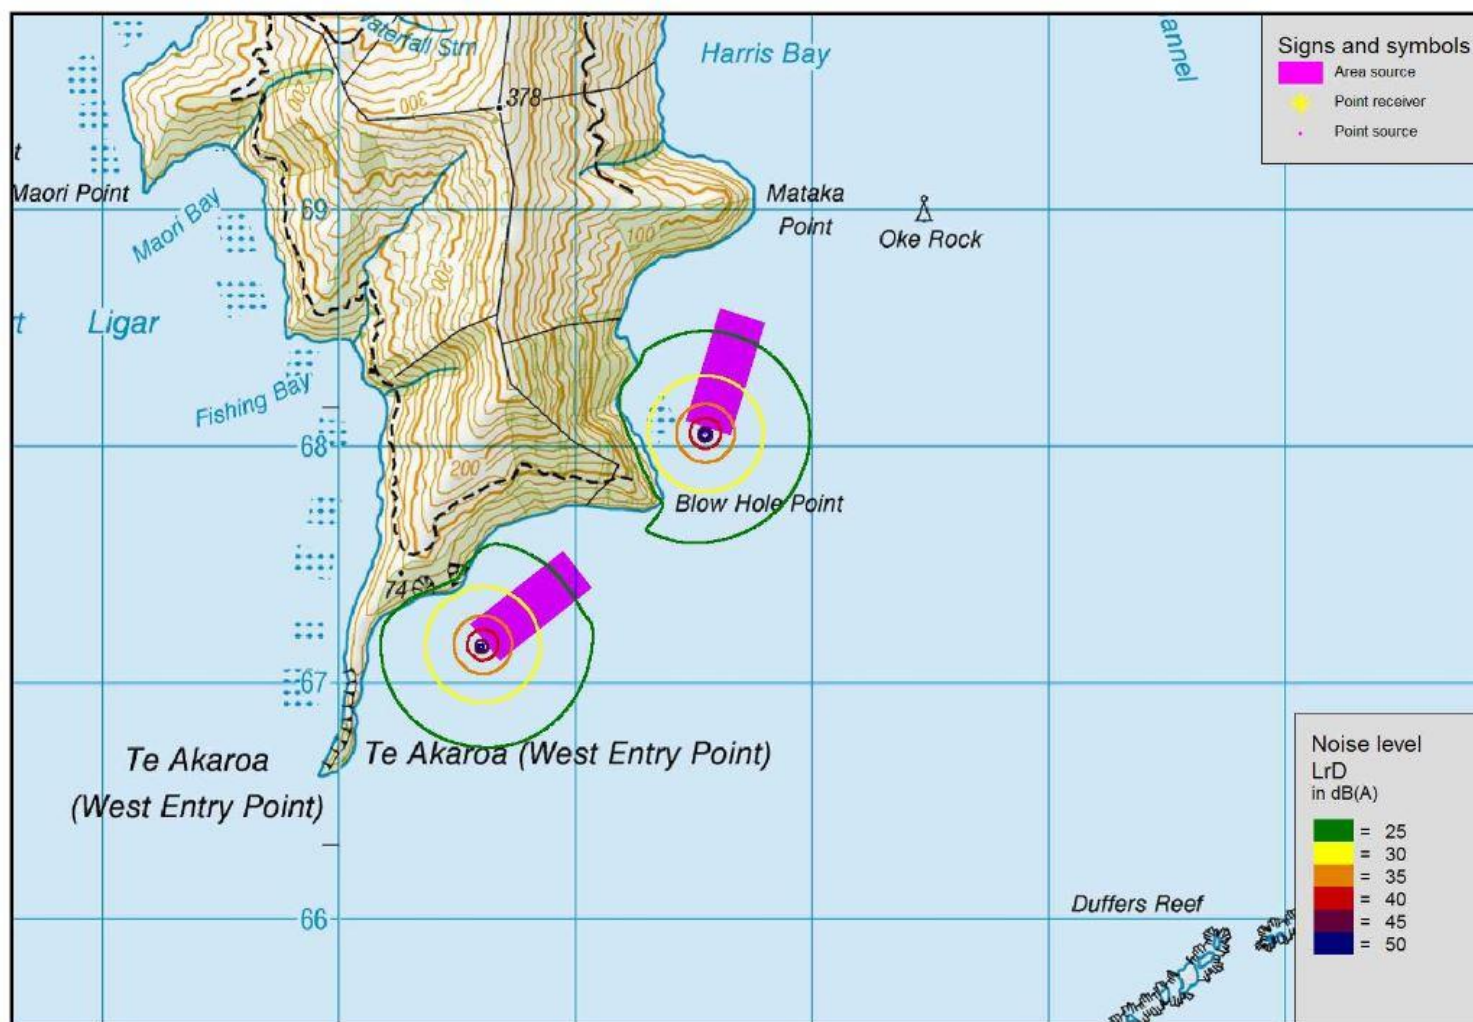 Waterfall Stm
Harris Bay
annel
Signs and symbols
Area source
Point receiver
Point source
378
300
200
t
Maori Point
Maori Bay
69
Mataka
Point
Oke Rock
100
200
t
Ligar
Fishing Bay
68
200
Blow Hole Point
74
67
Te Akaroa
(West Entry Point)
Te Akaroa (West Entry Point)
Noise level
LrD
in dB(A)
= 25
= 30
= 35
= 40
= 45
= 50
66
Duffers Reef